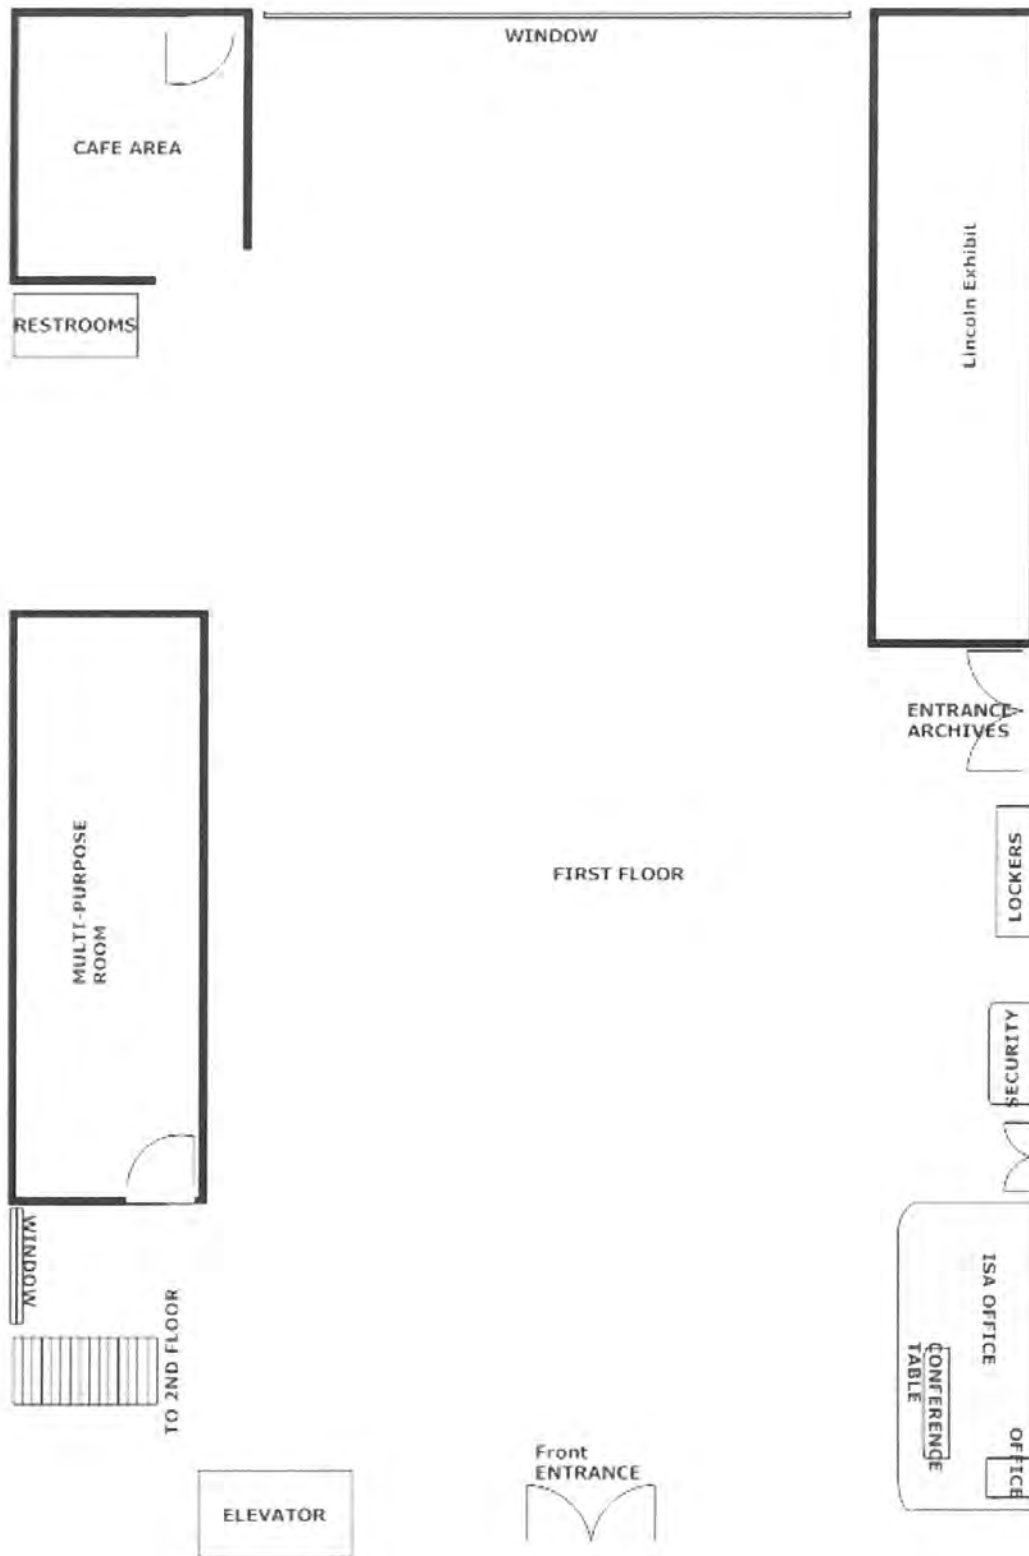 WINDOW
CAFE AREA
Lincoln Exhibit
RESTROOMS
ENTRANCE
ARCHIVES
MULTI-PURPOSE
ROOM
FIRST FLOOR
LOCKERS
SECURITY
WINDOW
TO 2ND FLOOR
ISA OFFICE
CONFERENCE
TABLE
OFFICE
Front
ENTRANCE
ELEVATOR